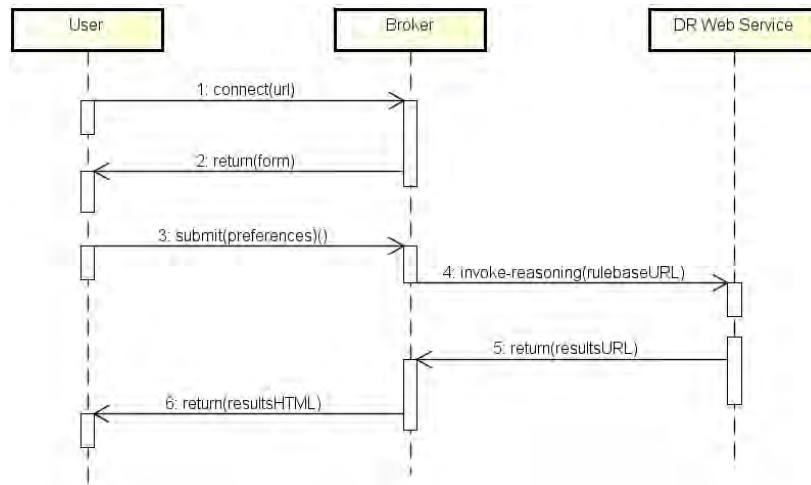 User
Broker
DR Web Service
1: connect(url)
2: return(form)
3: submit(preferences)()
4: invoke-reasoning(rulebaseURL)
5: return(resultsURL)
6: return(resultsHTML)